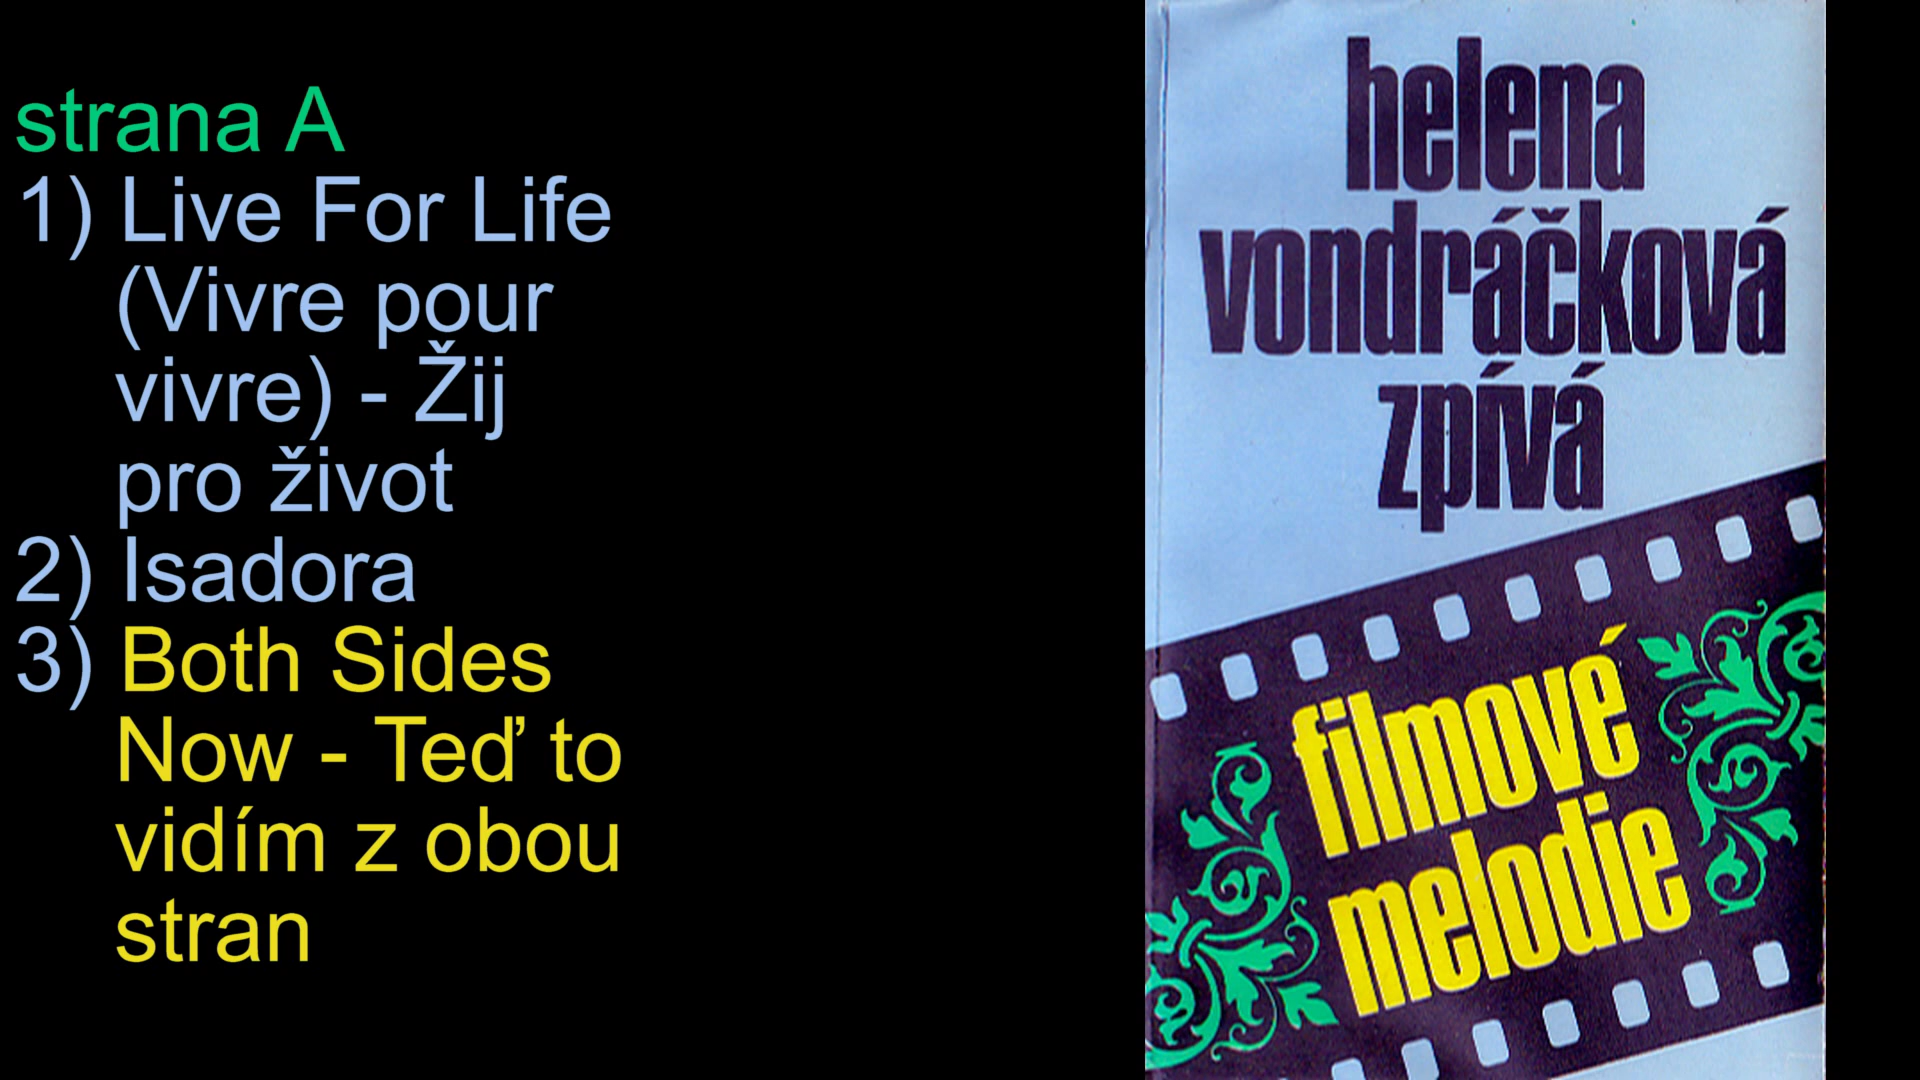 strana A
1) Live For Life
(Vivre pour
vivre) - Žij
pro život
2) Isadora
3) Both Sides
Now - Teď to
vidím z obou
stran
helena
vondráčková
zpívá
filmové
melodie